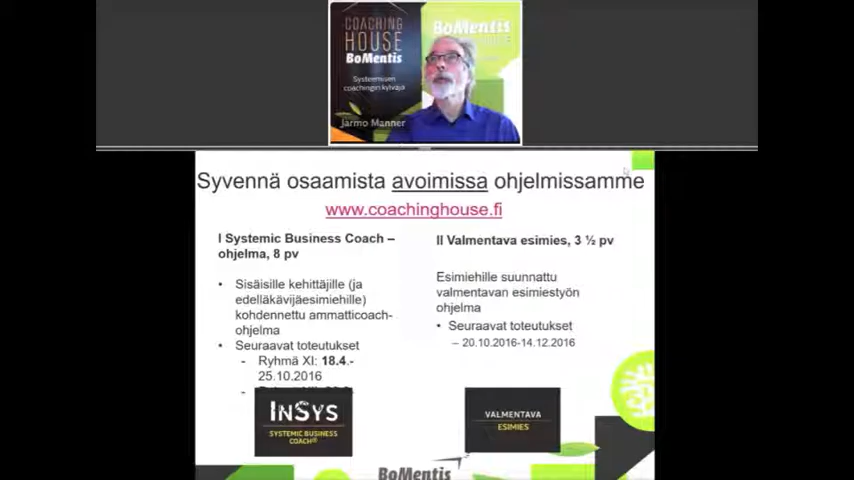 COACHING
HOUSE
BoMentis
Systeemisen
coachingin kylväjä
BoMentis
Jarmo Manner
Syvennä osaamista avoimissa ohjelmissamme
www.coachinghouse.fi
I Systemic Business Coach –
ohjelma, 8 pv
• Sisäisille kehittäjille (ja
edelläkävijäesimiehille)
kohdennettu ammatticoach-
ohjelma
• Seuraavat toteutukset
- Ryhmä XI: 18.4.-
25.10.2016
INSYS
SYSTEMIC BUSINESS
COACH®
II Valmentava esimies, 3 ½ pv
Esimiehille suunnattu
valmentavan esimiestyön
ohjelma
• Seuraavat toteutukset
– 20.10.2016-14.12.2016
VALMENTAVA
ESIMIES
BoMentis